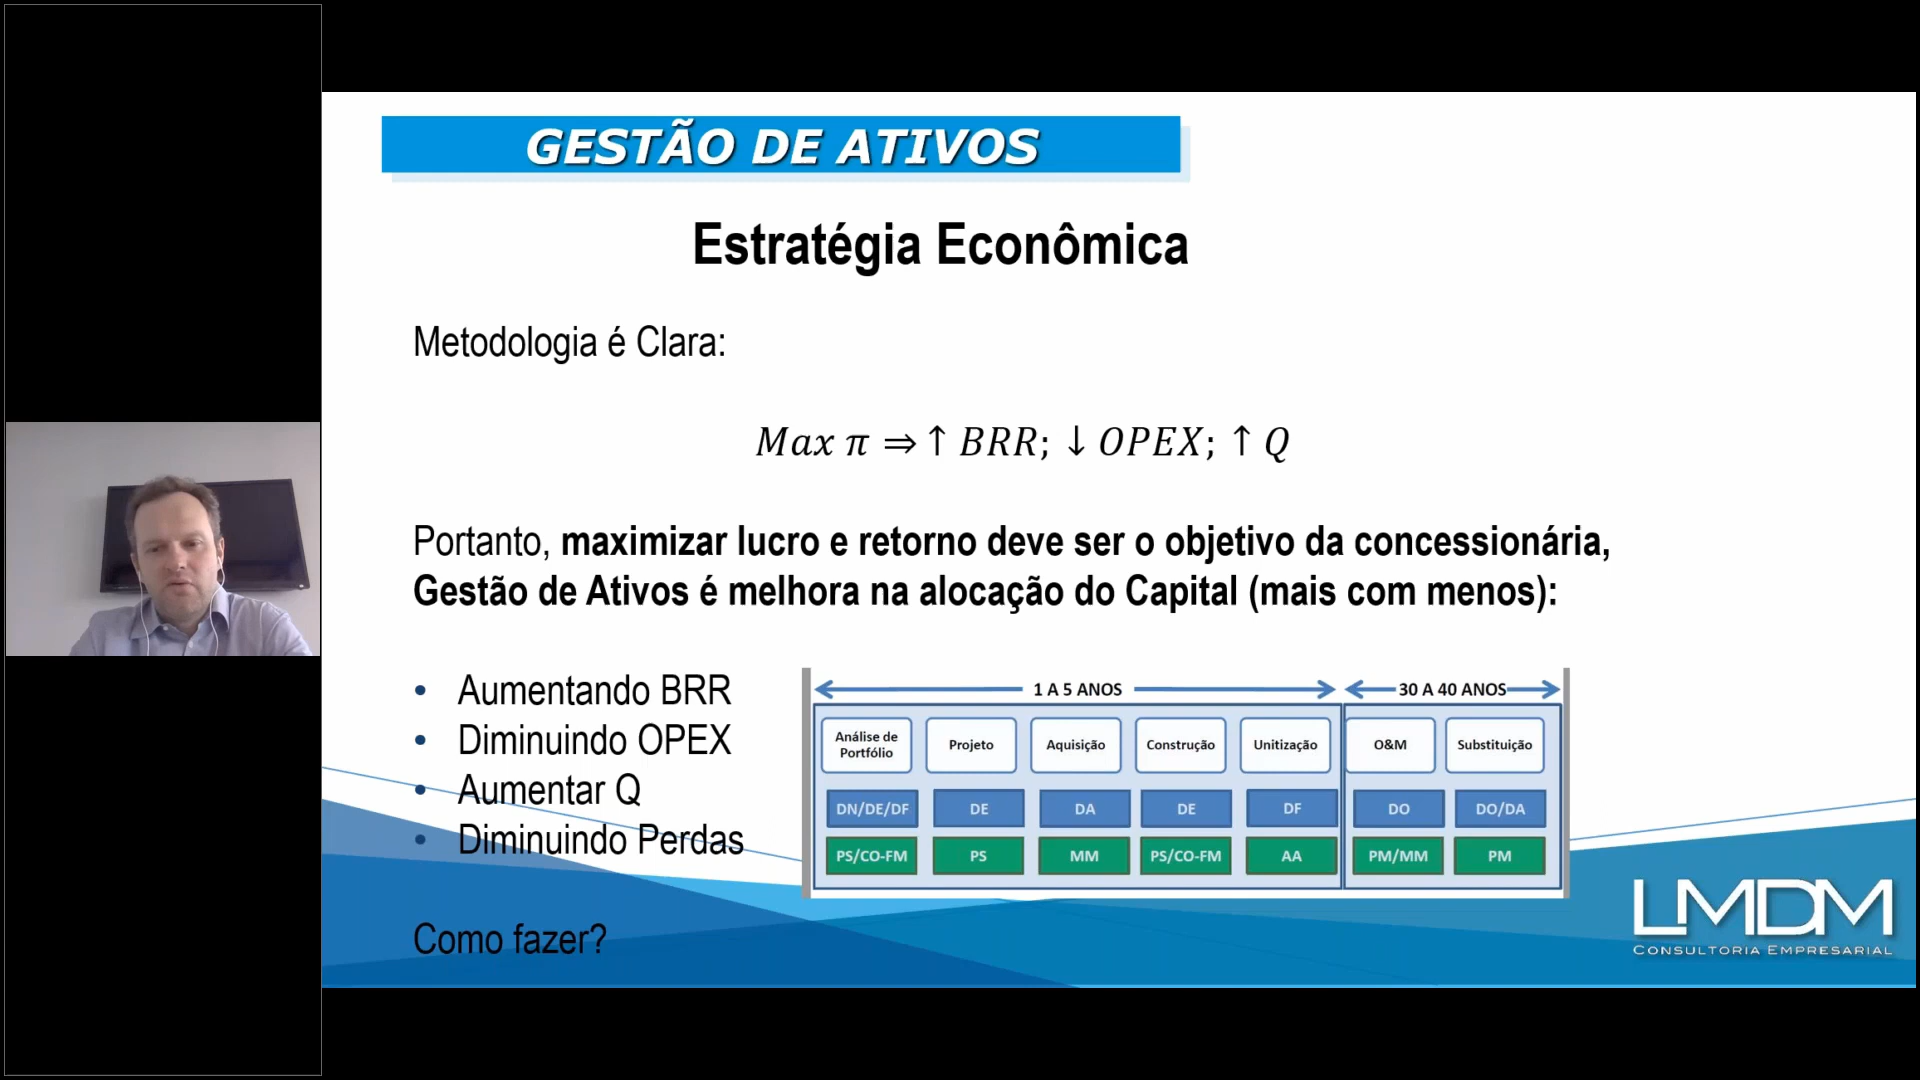 GESTÃO DE ATIVOS
Estratégia Econômica
Metodologia é Clara:
Max π ⇒ ↑ BRR; ↓ OPEX; ↑ Q
Portanto, maximizar lucro e retorno deve ser o objetivo da concessionária,
Gestão de Ativos é melhora na alocação do Capital (mais com menos):
• Aumentando BRR
• Diminuindo OPEX
• Aumentar Q
• Diminuindo Perdas
1 A 5 ANOS 30 A 40 ANOS
Análise de
Portfólio
Projeto Aquisição Construção Unitização O&M Substituição
DN/DE/DF DE DA DE DF DO DO/DA
PS/CO-FM PS MM PS/CO-FM AA PM/MM PM
Como fazer?
LMDM
CONSULTORIA EMPRESARIAL